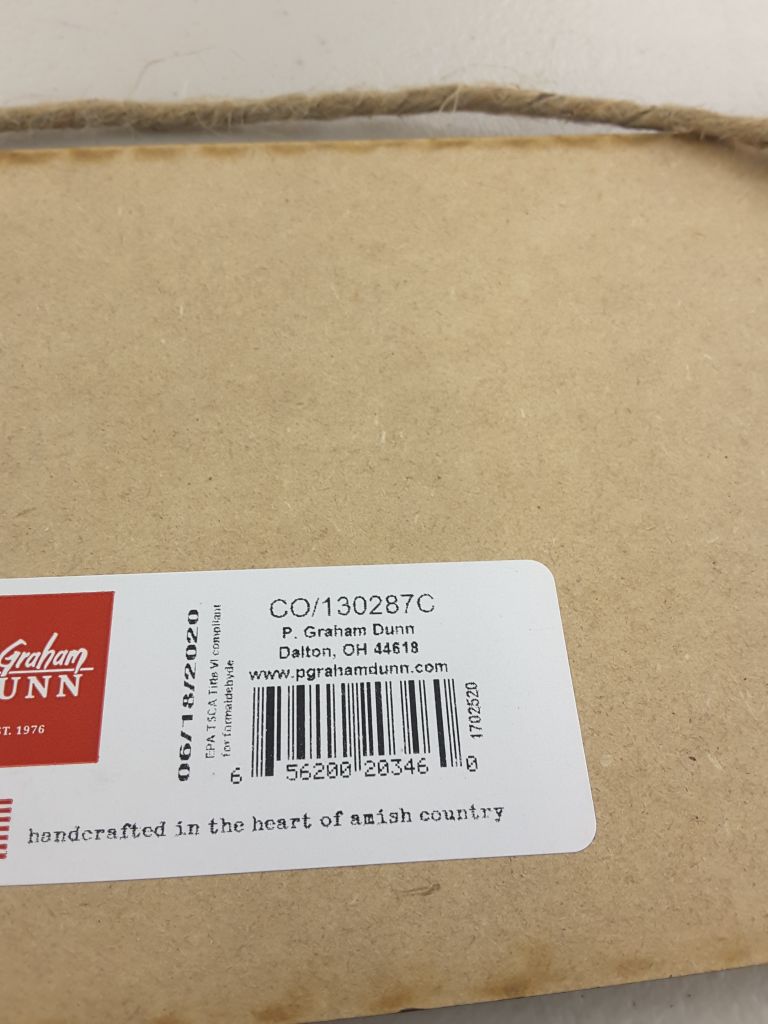 Graham
UNN
ST. 1976
06/18/2020
EPA TSCA Title VI compliant
for formaldehyde
CO/130287C
P. Graham Dunn
Dalton, OH 44618
www.pgrahamdunn.com
6 56200 20346 0
1702520
handcrafted in the heart of amish country